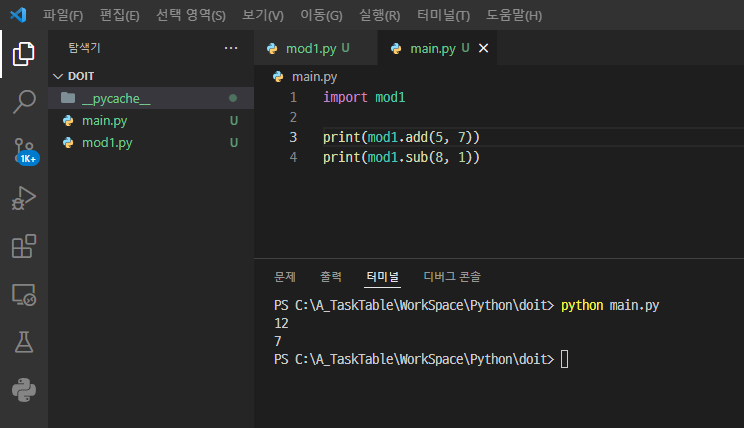 파일(F) 편집(E) 선택 영역(S) 보기(V) 이동(G) 실행(R) 터미널(T) 도움말(H)
탐색기 ···
DOIT
__pycache__
main.py U
mod1.py U
1K+
mod1.py U main.py U
main.py
1 import mod1
2
3 print(mod1.add(5, 7))
4 print(mod1.sub(8, 1))
문제 출력 터미널 디버그 콘솔
PS C:\A_TaskTable\WorkSpace\Python\doit> python main.py
12
7
PS C:\A_TaskTable\WorkSpace\Python\doit>